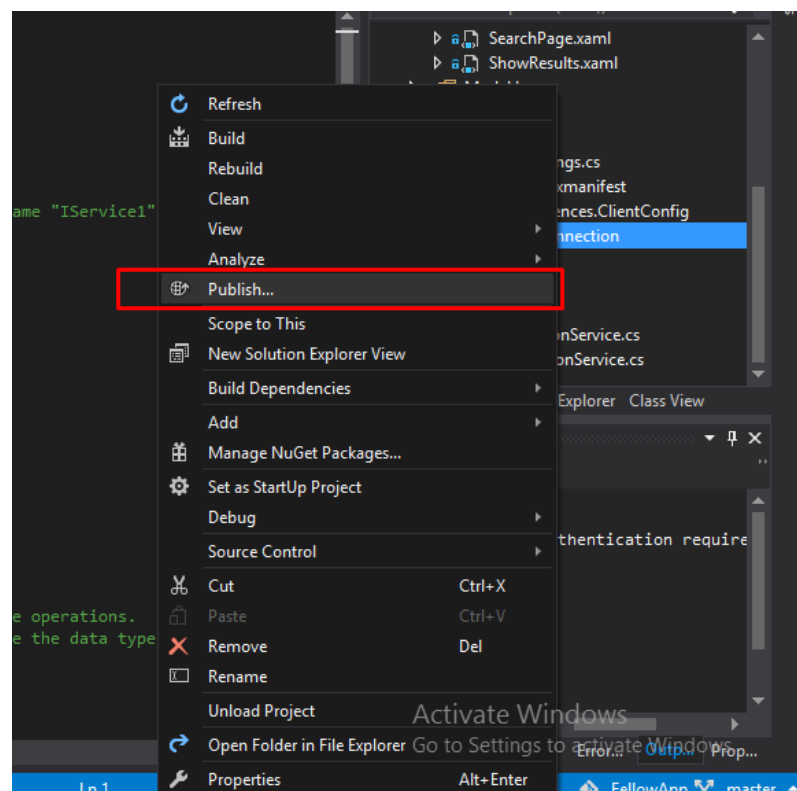 SearchPage.xaml
ShowResults.xaml
Refresh
Build
Rebuild
ngs.cs
xmanifest
Clean
ame "IService1"
ences.ClientConfig
View
nnection
Analyze
Publish...
Scope to This
onService.cs
New Solution Explorer View
onService.cs
Build Dependencies
Explorer Class View
Add
Manage NuGet Packages...
Set as StartUp Project
Debug
thentication require
Source Control
Cut Ctrl+X
e operations.
Paste Ctrl+V
e the data type
Remove Del
Rename
Unload Project
Activate Windows
Open Folder in File Explorer
Go to Settings to activate Windows.
Error... Outp... Prop...
Properties Alt+Enter
Ln 1
FellowApp master